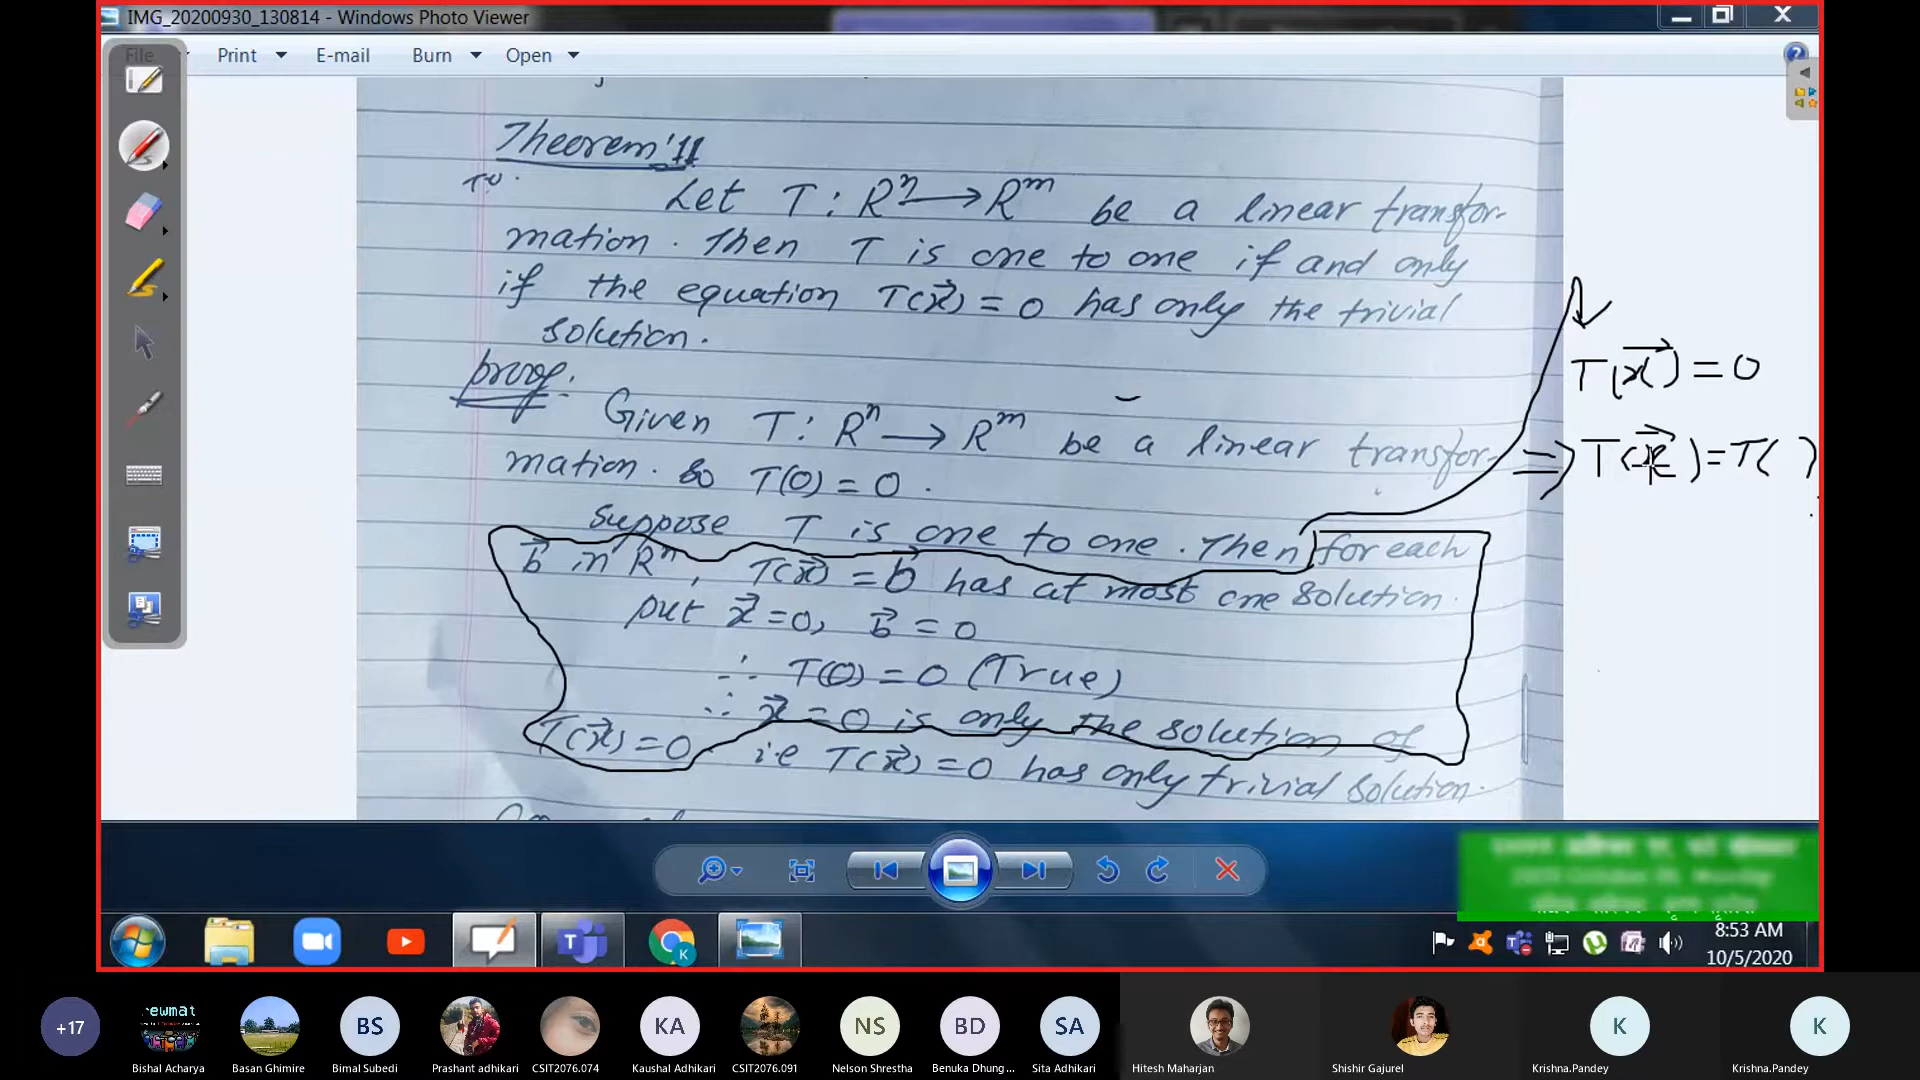 IMG_20200930_130814 - Windows Photo Viewer
File Print E-mail Burn Open
Theorem'11
Let T : Rⁿ → Rᵐ be a linear transfor-
mation. Then T is one to one if and only
if the equation T(x⃗) = 0 has only the trivial
solution.
proof:
Given T : Rⁿ → Rᵐ be a linear transfor-
mation. so T(0) = 0.
suppose T is one to one. Then for each
b⃗ in Rⁿ, T(x⃗) = b⃗ has at most one solution.
put x⃗ = 0, b⃗ = 0
∴ T(0) = 0 (True)
∴ x⃗ = 0 is only the solution of
T(x⃗) = 0. ie T(x⃗) = 0 has only trivial solution.
T(x⃗) = 0
⇒ T(x⃗) = T( )
8:53 AM
10/5/2020
+17
ewmat
BS
KA
NS
BD
SA
K
K
Bishal Acharya
Basan Ghimire
Bimal Subedi
Prashant adhikari
CSIT2076.074
Kaushal Adhikari
CSIT2076.091
Nelson Shrestha
Benuka Dhung...
Sita Adhikari
Hitesh Maharjan
Shishir Gajurel
Krishna.Pandey
Krishna.Pandey